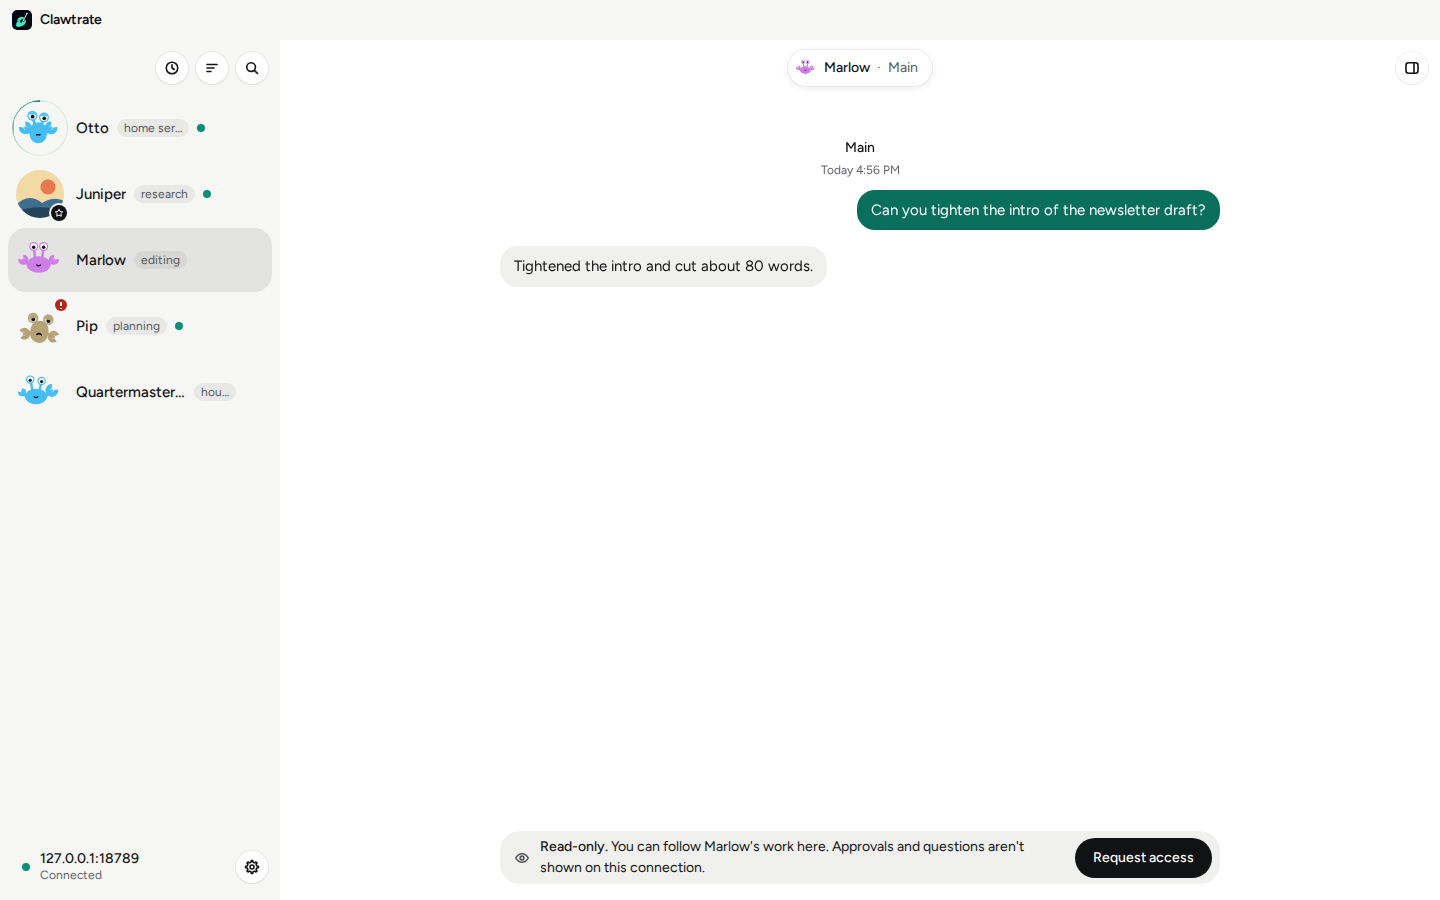 Clawtrate
Otto
home ser...
Juniper
research
Marlow
editing
Pip
planning
Quartermaster...
hou...
127.0.0.1:18789
Connected
Marlow · Main
Main
Today 4:56 PM
Can you tighten the intro of the newsletter draft?
Tightened the intro and cut about 80 words.
Read-only. You can follow Marlow's work here. Approvals and questions aren't
shown on this connection.
Request access